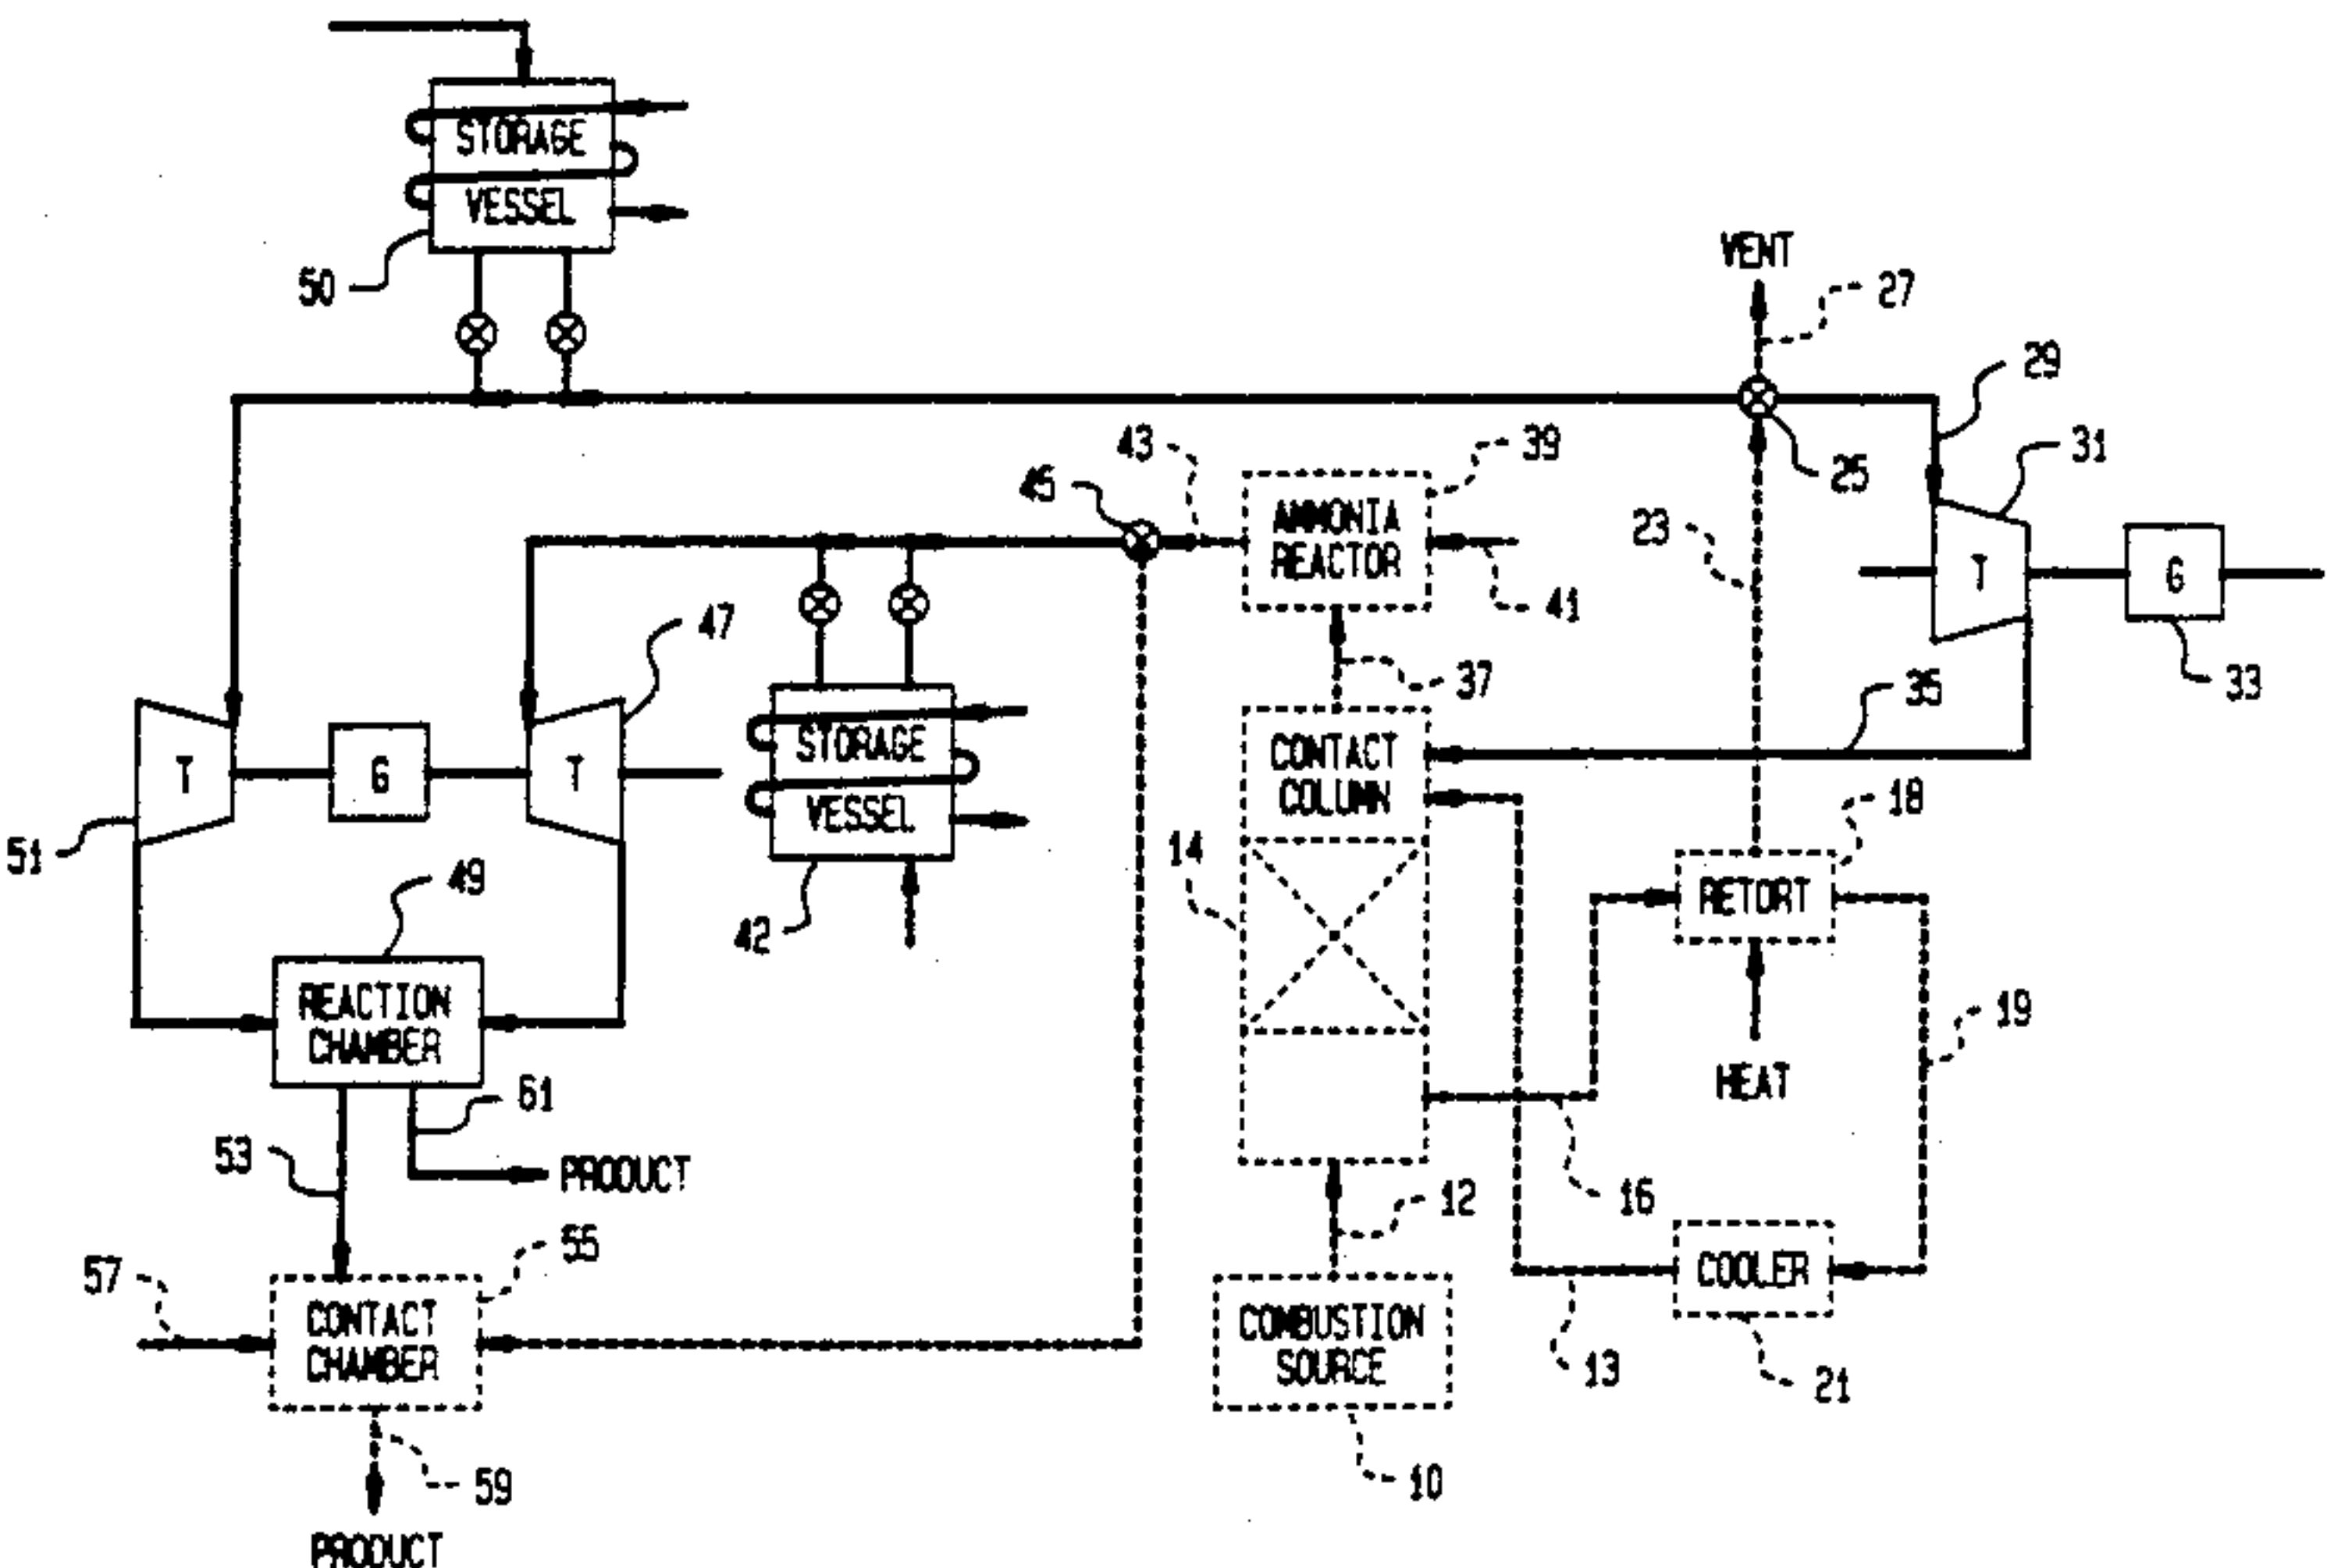 STORAGE
VESSEL
50
VENT
27
29
43
39
31
45
25
AMMONIA
REACTOR
23
T
G
47
41
37
33
35
STORAGE
VESSEL
CONTACT
COLUMN
T
G
T
18
51
14
49
42
RETORT
REACTION
CHAMBER
19
61
HEAT
53
PRODUCT
12
16
55
57
COOLER
CONTACT
CHAMBER
COMBUSTION
SOURCE
13
21
59
10
PRODUCT